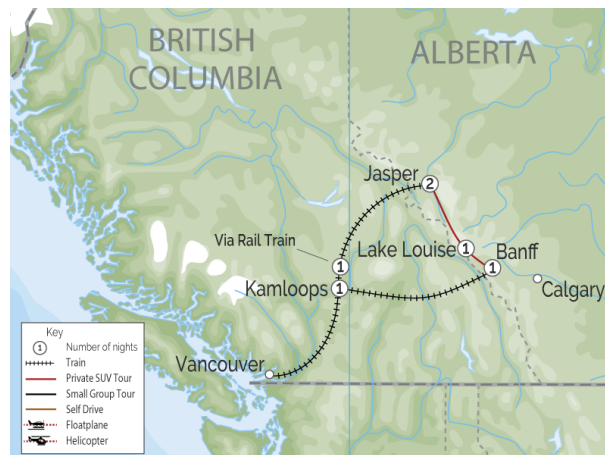 BRITISH
COLUMBIA
ALBERTA
Jasper
2
Via Rail Train
1
Lake Louise
1
Banff
1
Kamloops
1
Calgary
Vancouver
Key
1 Number of nights
Train
Private SUV Tour
Small Group Tour
Self Drive
Floatplane
Helicopter